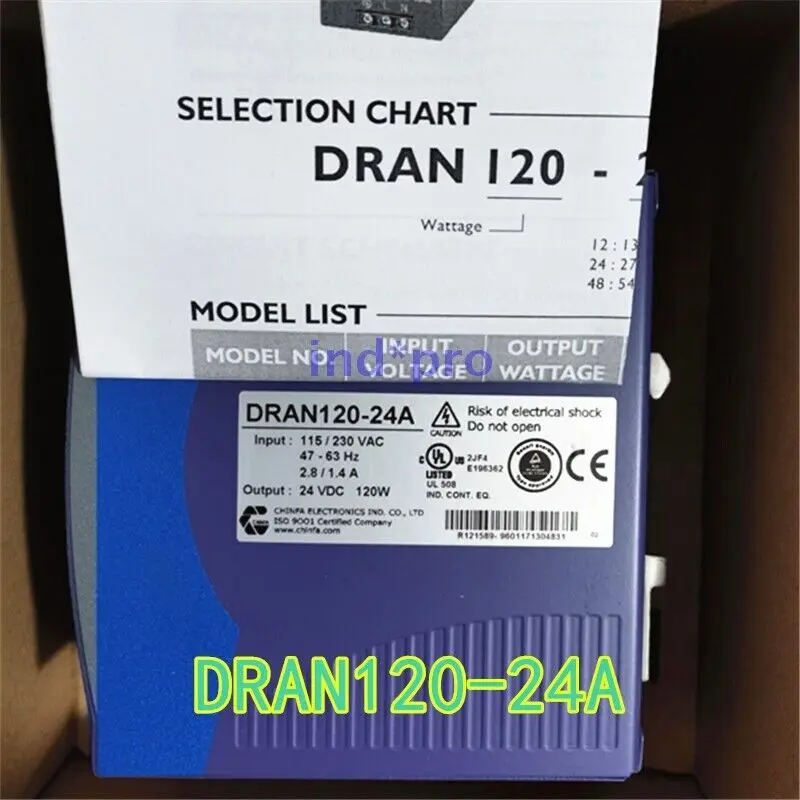 SELECTION CHART
DRAN 120 -
Wattage
12 : 13
24 : 27
48 : 54
MODEL LIST
MODEL NO. INPUT VOLTAGE OUTPUT WATTAGE
ind*pro
DRAN120-24A
Input : 115 / 230 VAC
47 - 63 Hz
2.8 / 1.4 A
Output : 24 VDC 120W
CHINFA ELECTRONICS IND. CO., LTD
ISO 9001 Certified Company
www.chinfa.com
CAUTION
Risk of electrical shock
Do not open
C UL US
LISTED
UL 508
IND. CONT. EQ.
2JF4
E196362
CE
R121589- 9601171304831
02
DRAN120-24A